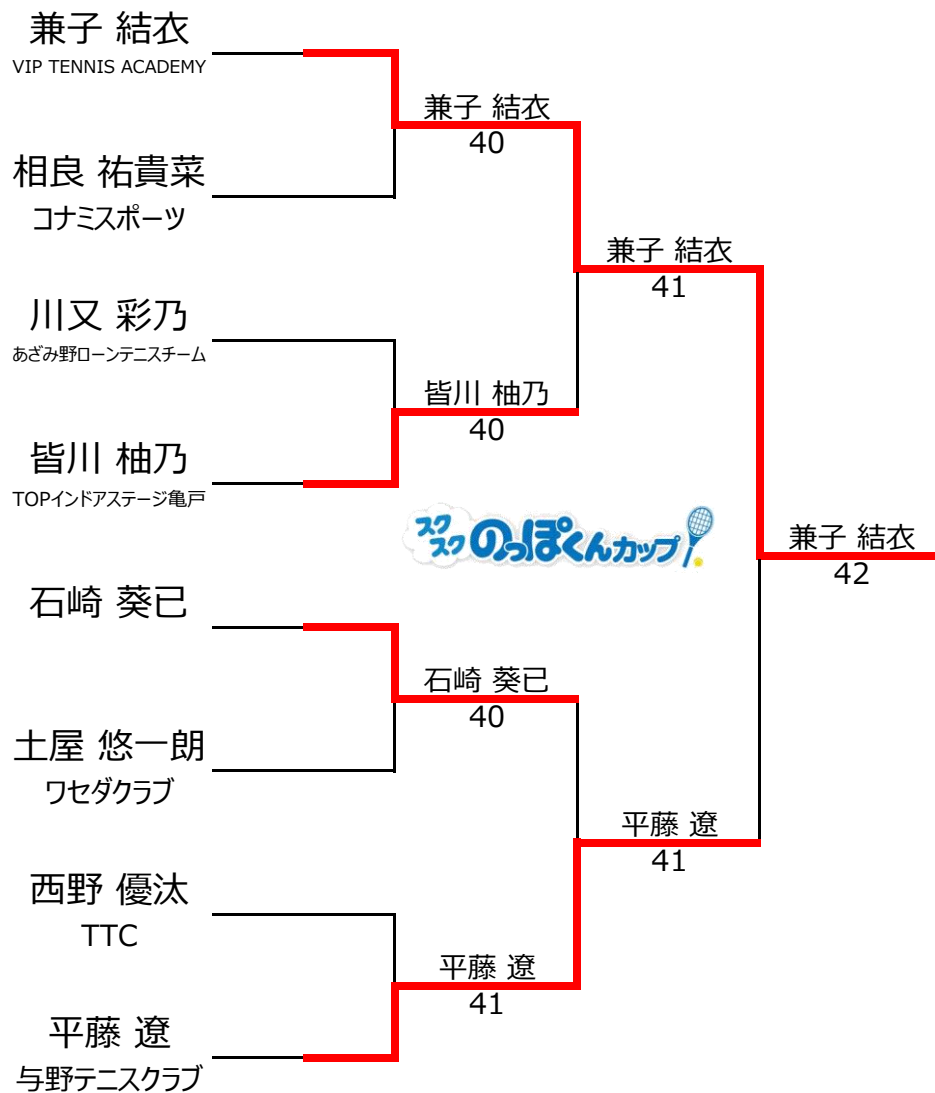 兼子 結衣
VIP TENNIS ACADEMY
兼子 結衣
40
相良 祐貴菜
コナミスポーツ
兼子 結衣
41
川又 彩乃
あざみ野ローンテニスチーム
皆川 柚乃
40
皆川 柚乃
TOPインドアステージ亀戸
スクスク のっぽくんカップ
兼子 結衣
42
石崎 葵已
石崎 葵已
40
土屋 悠一朗
ワセダクラブ
平藤 遼
41
西野 優汰
TTC
平藤 遼
41
平藤 遼
与野テニスクラブ